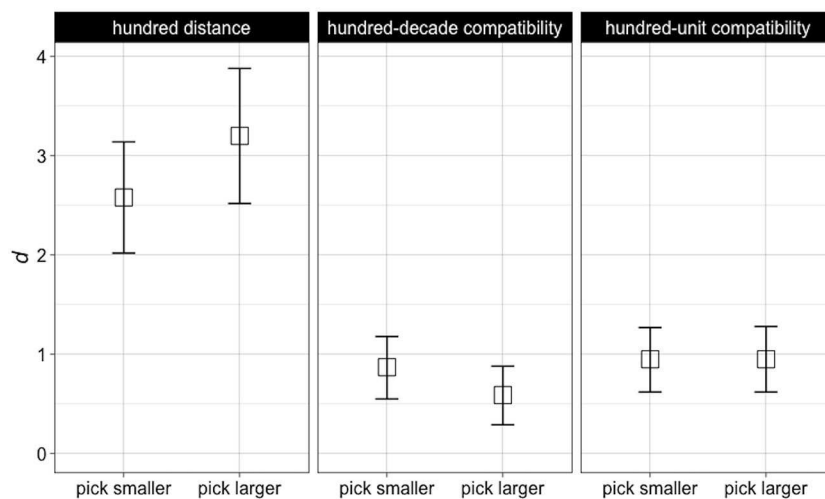 hundred distance
hundred-decade compatibility
hundred-unit compatibility
4
3
2
1
0
d
pick smaller
pick larger
pick smaller
pick larger
pick smaller
pick larger